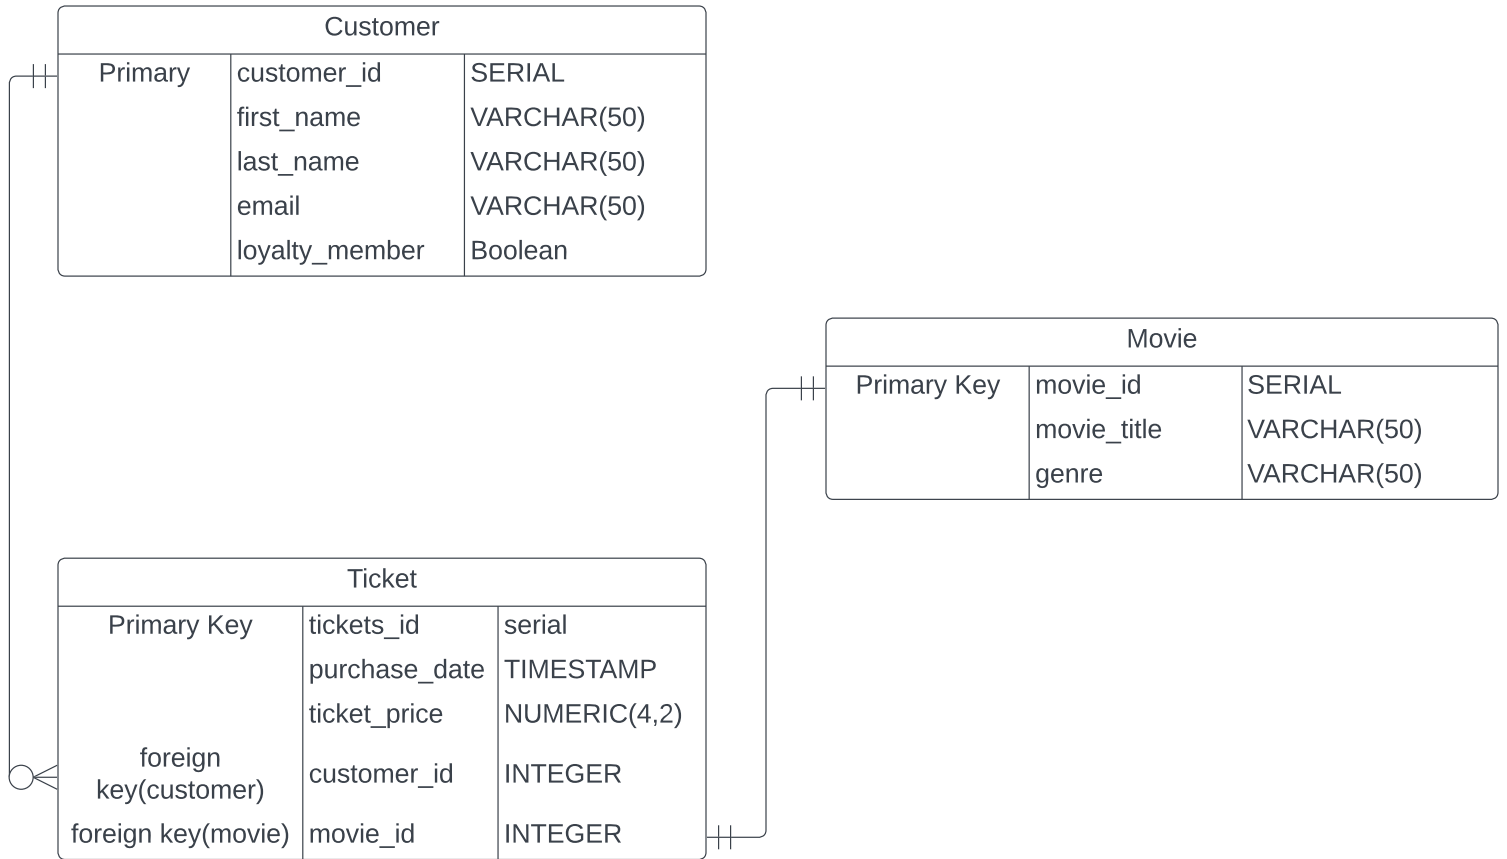 Customer
Primary customer_id SERIAL
first_name VARCHAR(50)
last_name VARCHAR(50)
email VARCHAR(50)
loyalty_member Boolean
Movie
Primary Key movie_id SERIAL
movie_title VARCHAR(50)
genre VARCHAR(50)
Ticket
Primary Key tickets_id serial
purchase_date TIMESTAMP
ticket_price NUMERIC(4,2)
foreign
key(customer) customer_id INTEGER
foreign key(movie) movie_id INTEGER